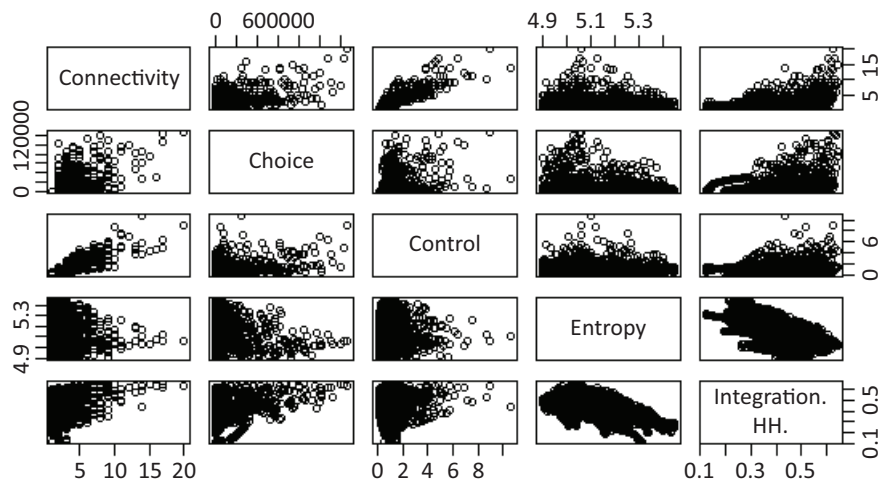 0 600000
4.9 5.1 5.3
Connectivity
5 15
0 120000
Choice
Control
0 6
4.9 5.3
Entropy
Integration.
HH.
0.1 0.5
5 10 15 20
0 2 4 6 8
0.1 0.3 0.5